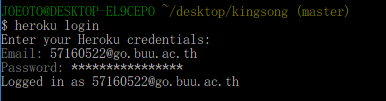 JOEOTO@DESKTOP-EL9CEPO ~/desktop/kingsong (master)
$ heroku login
Enter your Heroku credentials:
Email: 57160522@go.buu.ac.th
Password: ****************
Logged in as 57160522@go.buu.ac.th